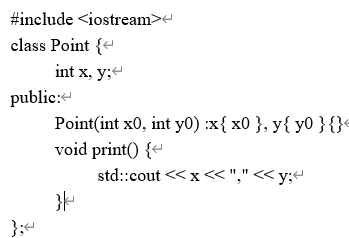 #include <iostream>
class Point {
int x, y;
public:
Point(int x0, int y0) :x{ x0 }, y{ y0 }{}
void print() {
std::cout << x << "," << y;
}
};